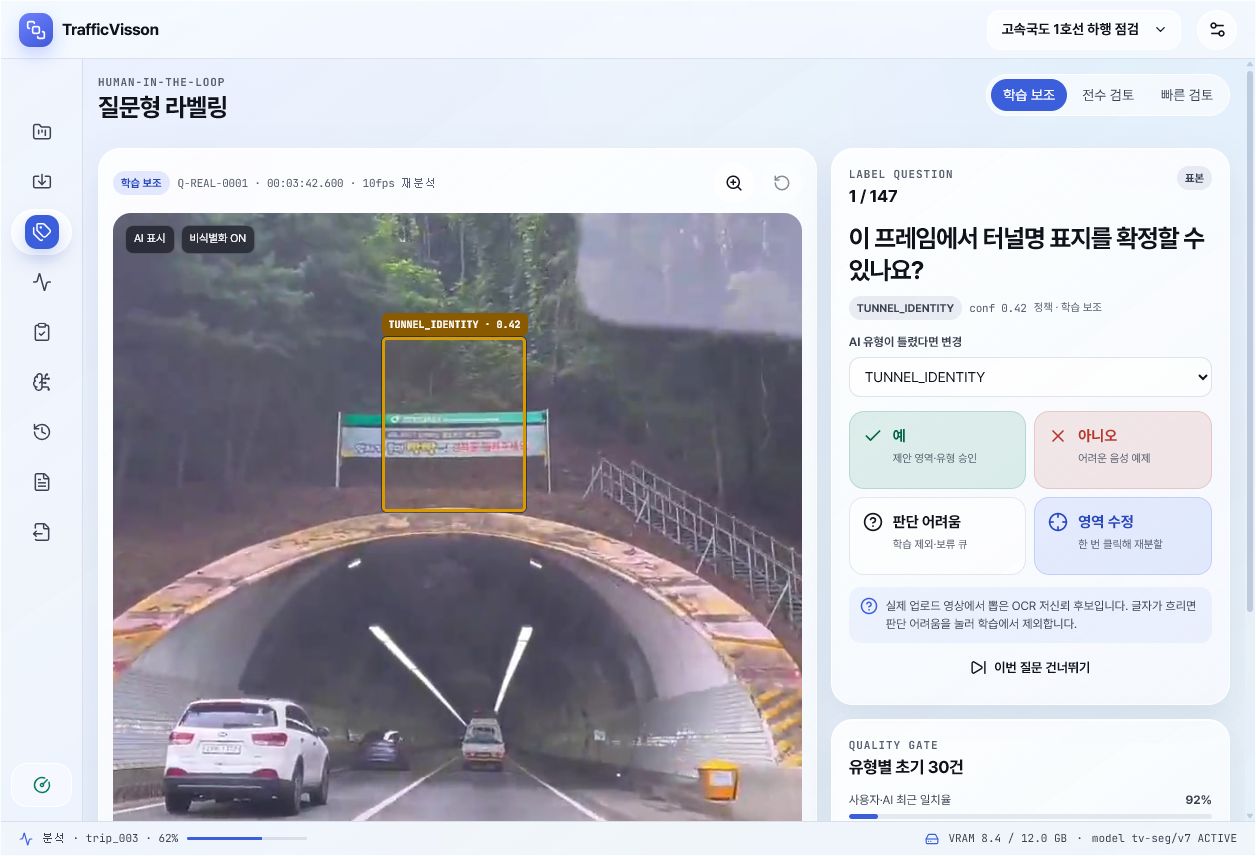 TrafficVisson
고속국도 1호선 하행 점검
HUMAN-IN-THE-LOOP
질문형 라벨링
학습 보조
전수 검토
빠른 검토
학습 보조 Q-REAL-0001 · 00:03:42.600 · 10fps 재분석
AI 표시
비식별화 ON
TUNNEL_IDENTITY · 0.42
LABEL QUESTION
표본
1 / 147
이 프레임에서 터널명 표지를 확정할 수
있나요?
TUNNEL_IDENTITY conf 0.42 정책 · 학습 보조
AI 유형이 틀렸다면 변경
TUNNEL_IDENTITY
예
제안 영역·유형 승인
아니오
어려운 음성 예제
판단 어려움
학습 제외·보류 큐
영역 수정
한 번 클릭해 재분할
실제 업로드 영상에서 뽑은 OCR 저신뢰 후보입니다. 글자가 흐리면
판단 어려움을 눌러 학습에서 제외합니다.
이번 질문 건너뛰기
QUALITY GATE
유형별 초기 30건
사용자·AI 최근 일치율 92%
분석 · trip_003 · 62%
VRAM 8.4 / 12.0 GB · model tv-seg/v7 ACTIVE